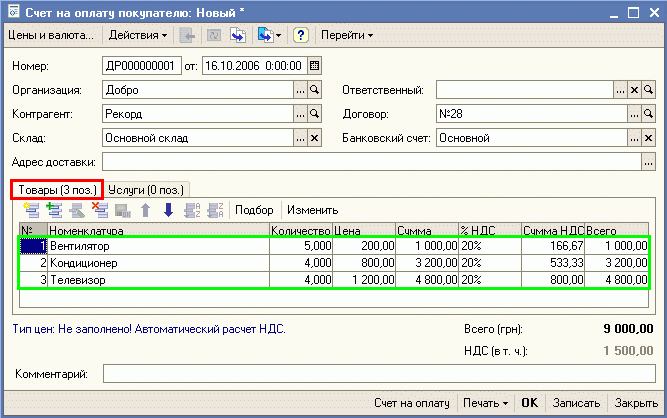 Счет на оплату покупателю: Новый *
Цены и валюта... Действия Перейти
Номер: ДР000000001 от: 16.10.2006 0:00:00
Организация: Добро ... Ответственный: ...
Контрагент: Рекорд ... Договор: №28 ...
Склад: Основной склад ... Банковский счет: Основной ...
Адрес доставки: ...
Товары (3 поз.) Услуги (0 поз.)
Подбор Изменить
№ Номенклатура Количество Цена Сумма % НДС Сумма НДС Всего
1 Вентилятор 5,000 200,00 1 000,00 20% 166,67 1 000,00
2 Кондиционер 4,000 800,00 3 200,00 20% 533,33 3 200,00
3 Телевизор 4,000 1 200,00 4 800,00 20% 800,00 4 800,00
Тип цен: Не заполнено! Автоматический расчет НДС. Всего (грн): 9 000,00
НДС (в т. ч.): 1 500,00
Комментарий:
Счет на оплату Печать OK Записать Закрыть